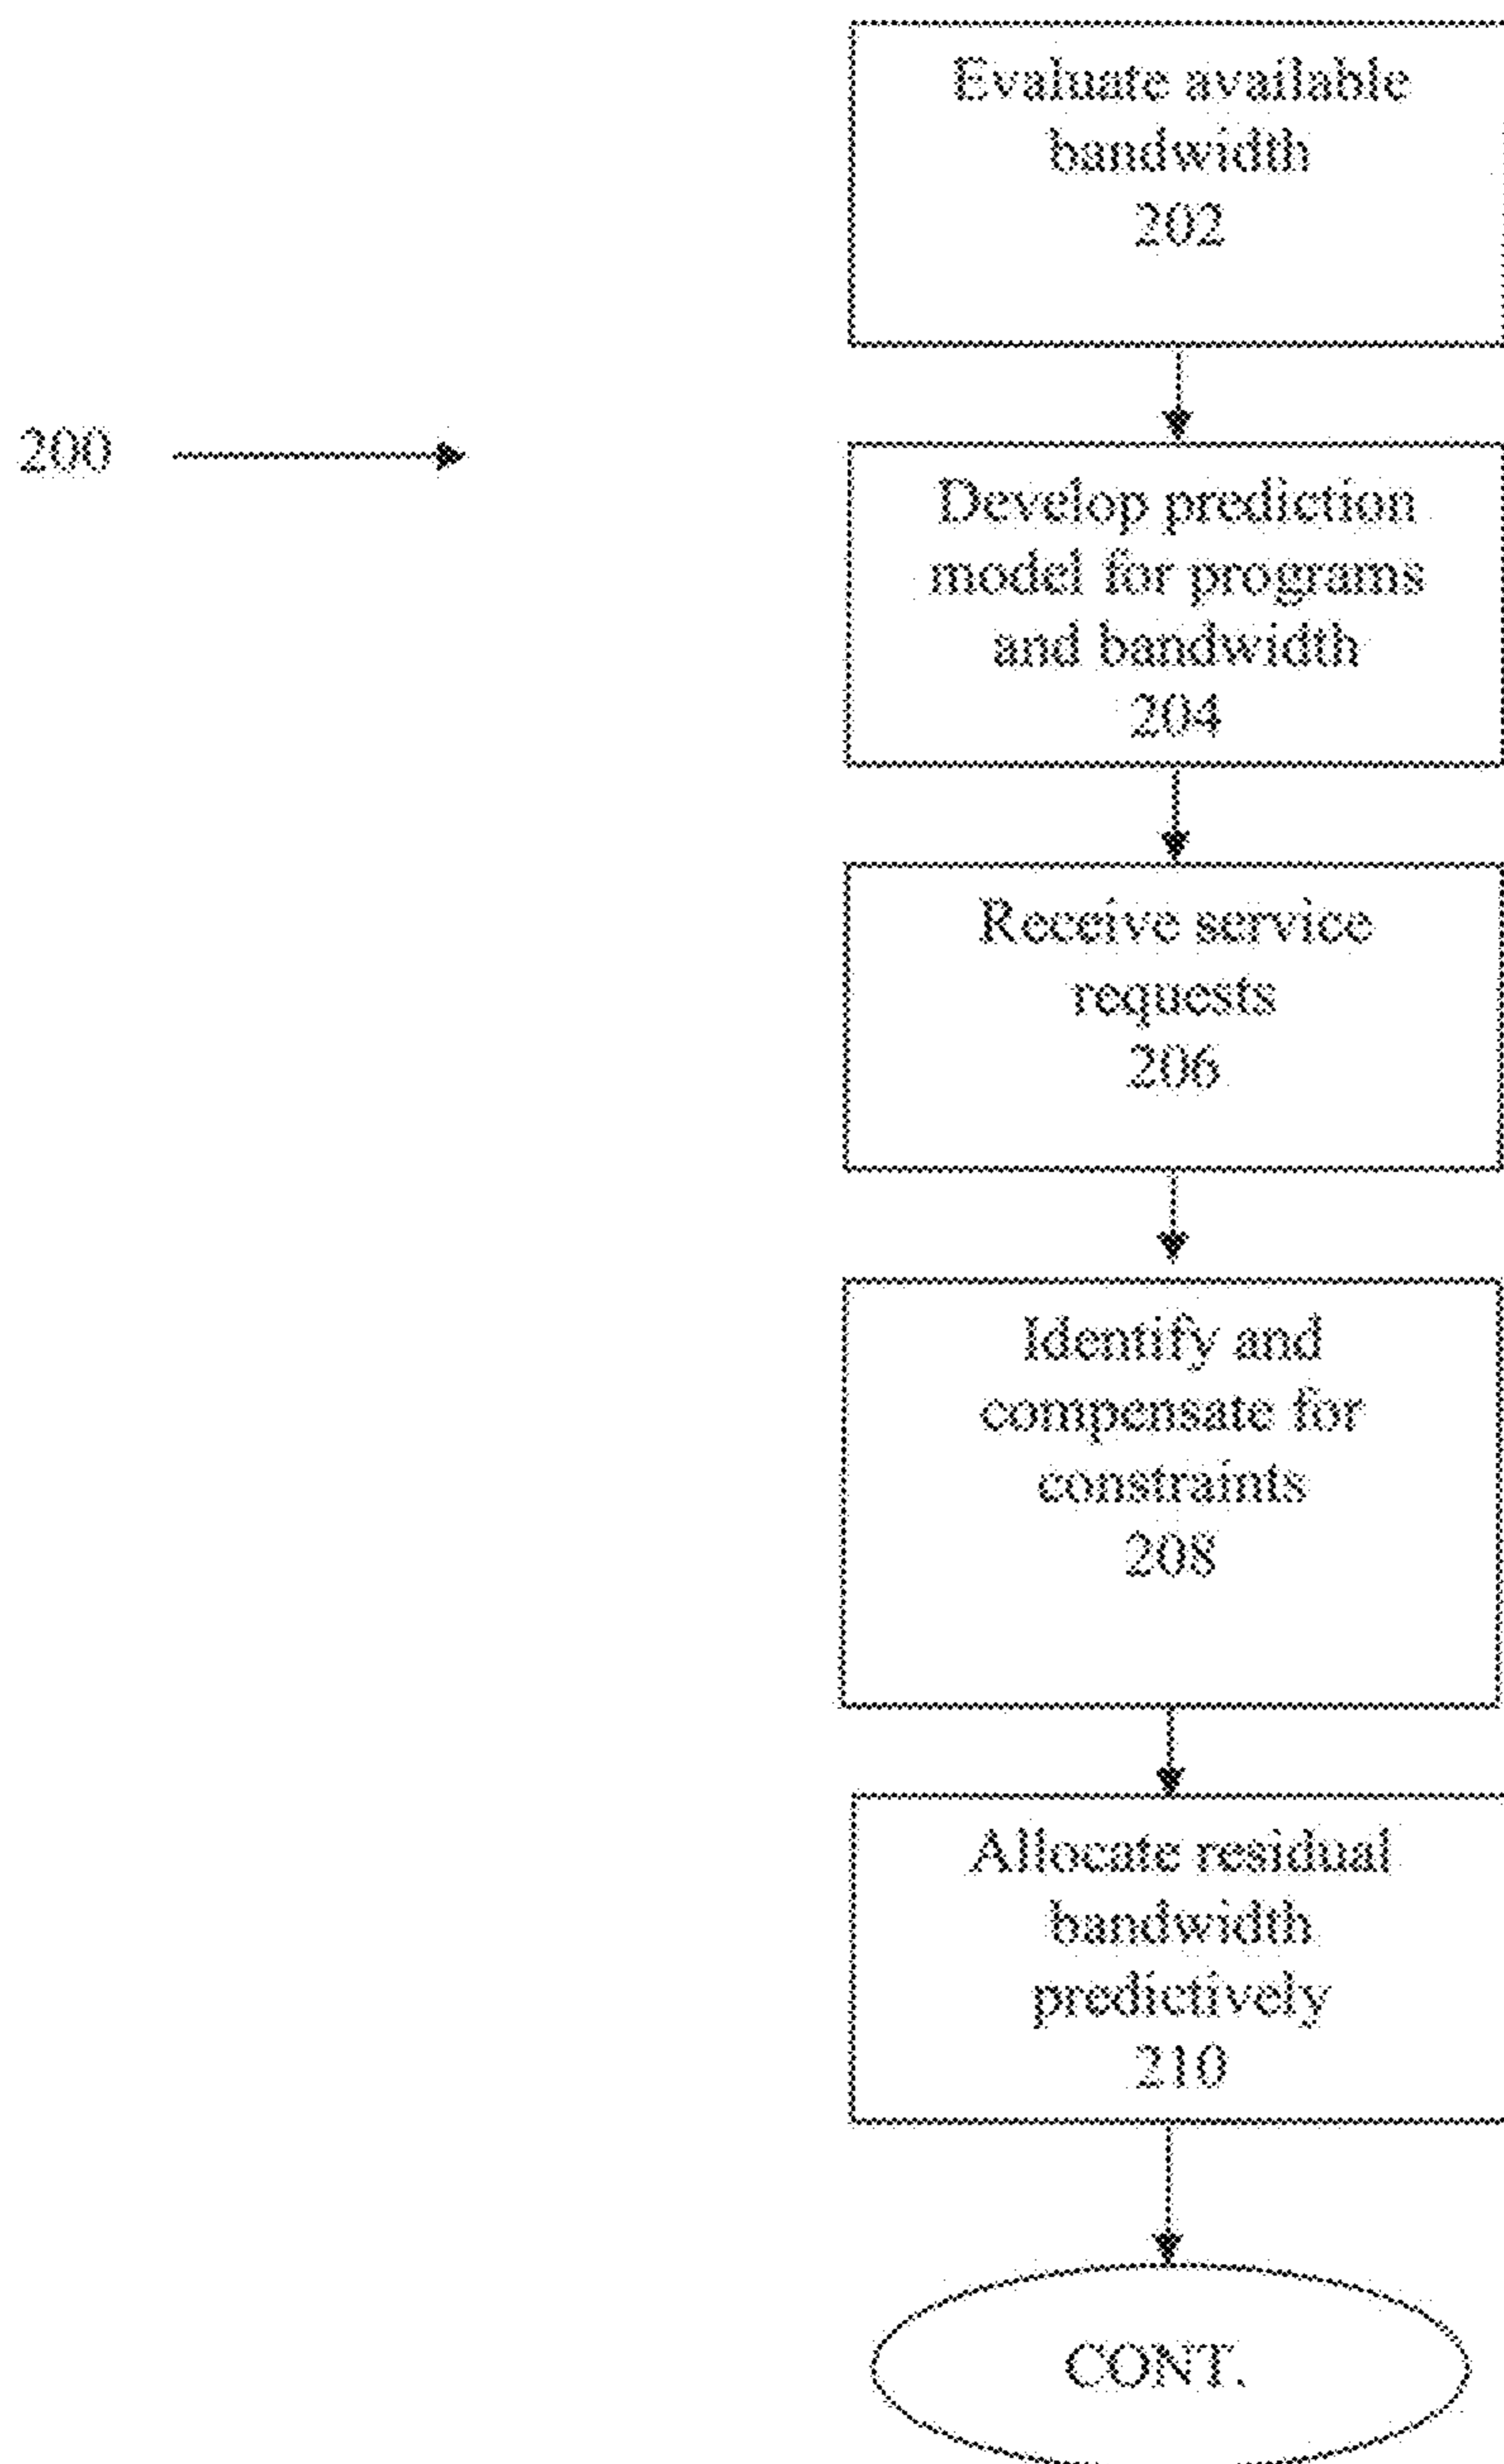 Evaluate available
bandwidth
202
200
Develop prediction
model for programs
and bandwidth
204
Receive service
requests
206
Identify and
compensate for
constraints
208
Allocate residual
bandwidth
predictively
210
CONT.